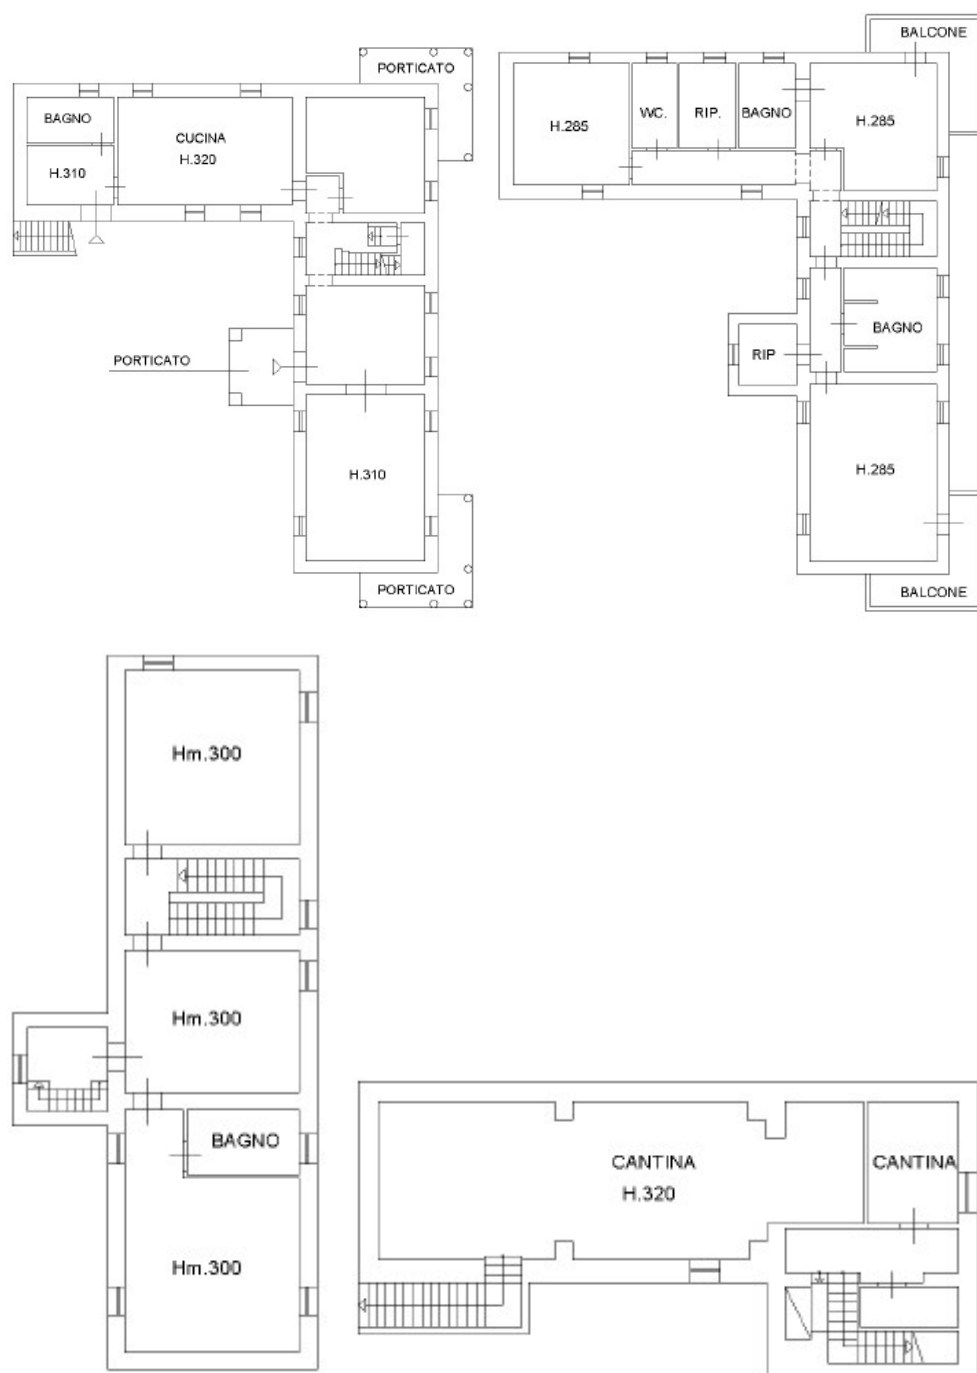 PORTICATO
BAGNO
CUCINA
H.320
H.310
PORTICATO
H.310
PORTICATO
BALCONE
H.285
WC.
RIP.
BAGNO
H.285
BAGNO
RIP
H.285
BALCONE
Hm.300
Hm.300
BAGNO
Hm.300
CANTINA
H.320
CANTINA